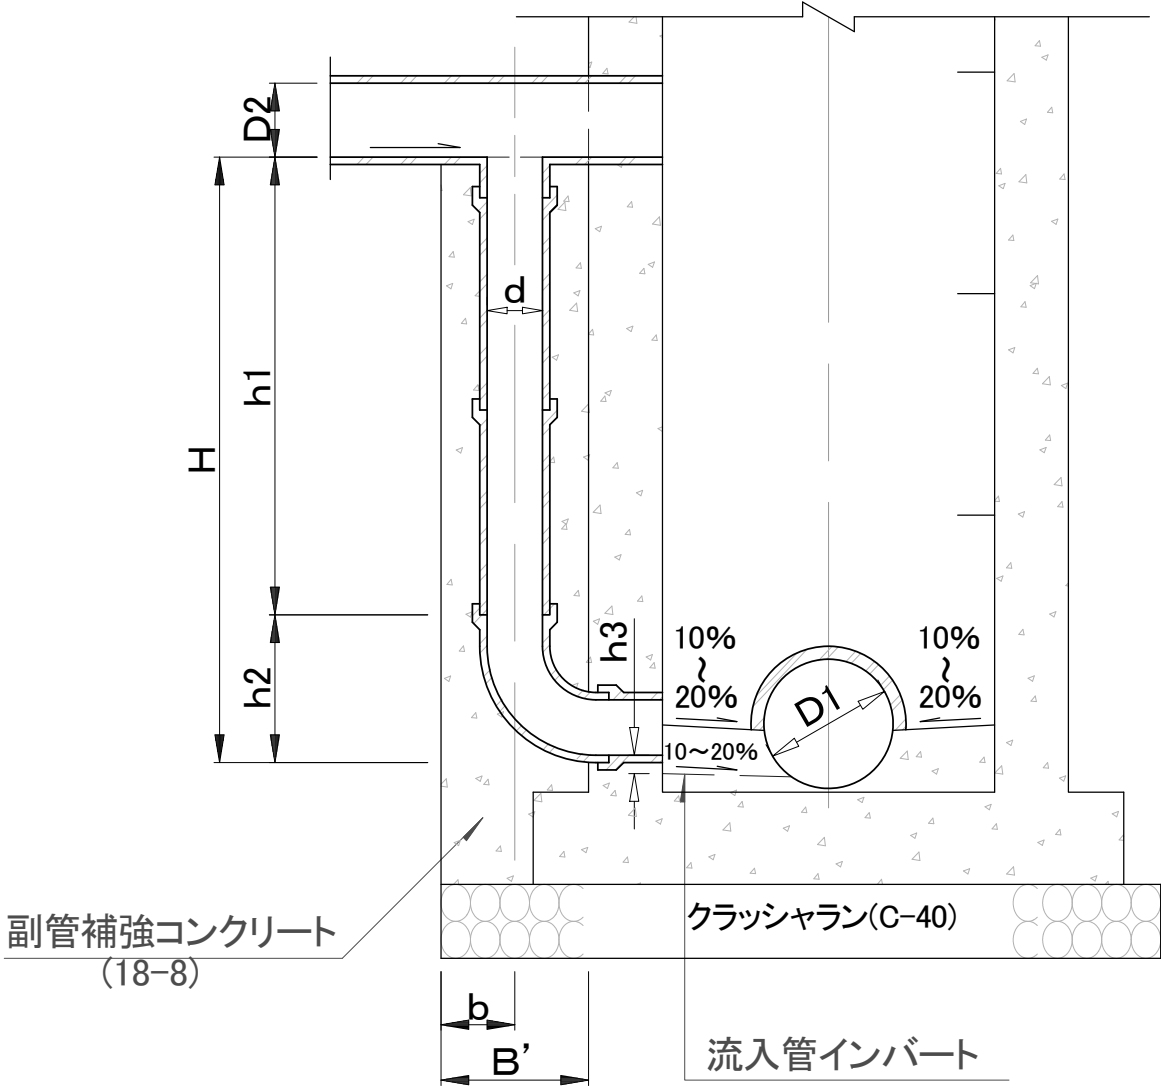 D2
d
h1
H
h3
10%
～
20%
10%
～
20%
h2
D1
10～20%
クラッシャラン(C-40)
副管補強コンクリート
(18-8)
b
B’
流入管インバート